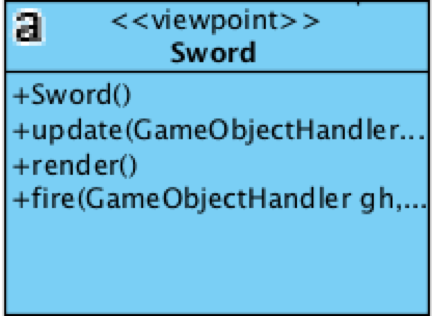 a
<<viewpoint>>
Sword
+Sword()
+update(GameObjectHandler...
+render()
+fire(GameObjectHandler gh,...